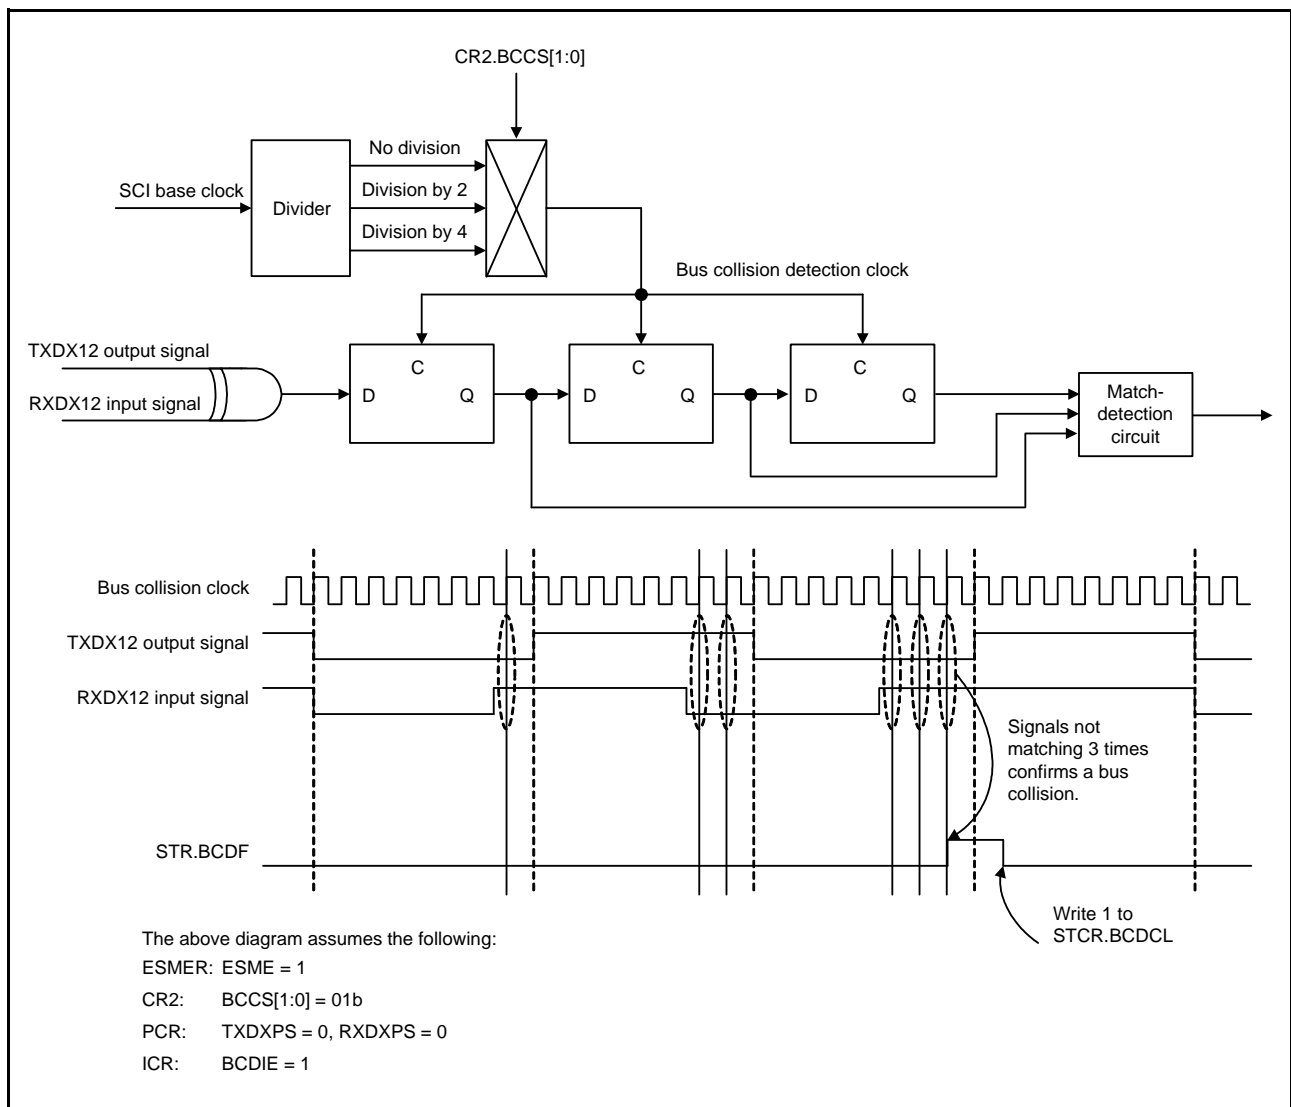 CR2.BCCS[1:0]
No division
SCI base clock
Divider
Division by 2
Division by 4
Bus collision detection clock
TXDX12 output signal
RXDX12 input signal
D
C
Q
D
C
Q
D
C
Q
Match-
detection
circuit
Bus collision clock
TXDX12 output signal
RXDX12 input signal
Signals not
matching 3 times
confirms a bus
collision.
STR.BCDF
Write 1 to
STCR.BCDCL
The above diagram assumes the following:
ESMER: ESME = 1
CR2: BCCS[1:0] = 01b
PCR: TXDXPS = 0, RXDXPS = 0
ICR: BCDIE = 1